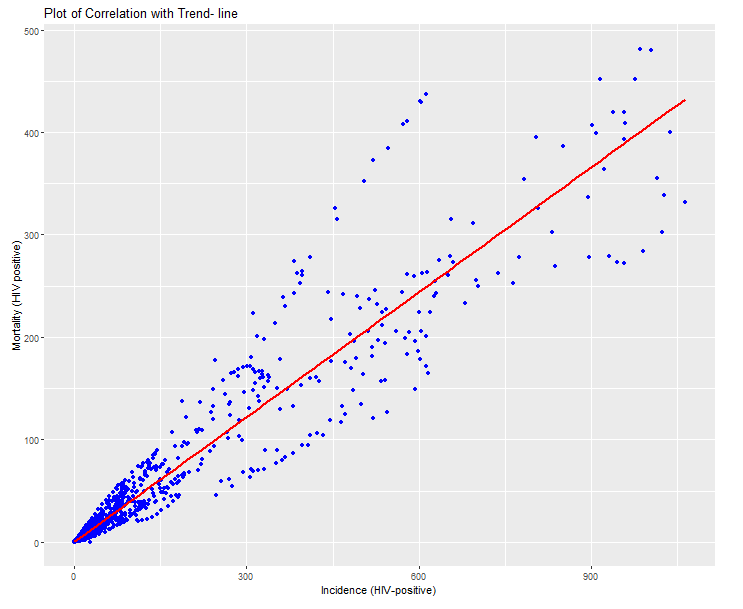 Plot of Correlation with Trend- line
500
400
300
200
100
0
Mortality (HIV positive)
0 300 600 900
Incidence (HIV-positive)